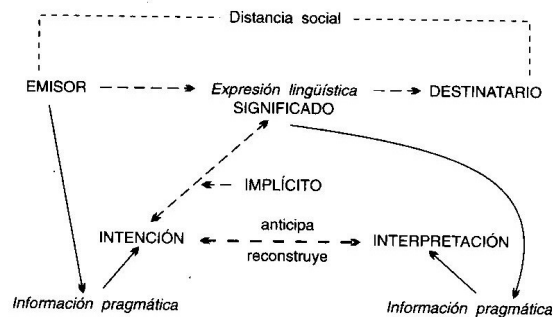 Distancia social
EMISOR
Expresión lingüística
SIGNIFICADO
DESTINATARIO
IMPLÍCITO
anticipa
INTENCIÓN
INTERPRETACIÓN
reconstruye
Información pragmática
Información pragmática